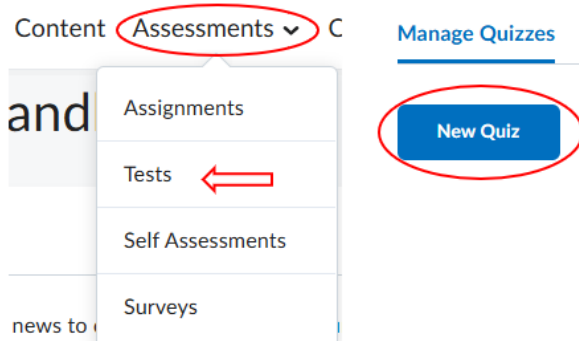 Content Assessments C
and
Assignments
Tests
Self Assessments
Surveys
news to
Manage Quizzes
New Quiz